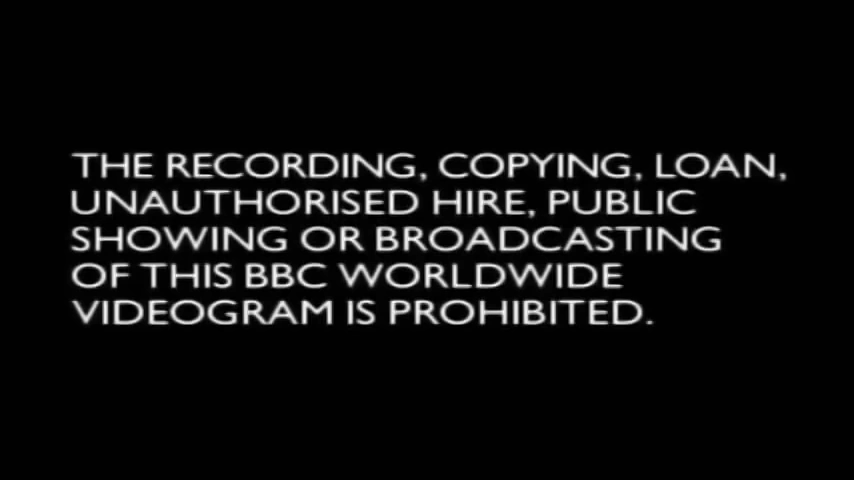 THE RECORDING, COPYING, LOAN,
UNAUTHORISED HIRE, PUBLIC
SHOWING OR BROADCASTING
OF THIS BBC WORLDWIDE
VIDEOGRAM IS PROHIBITED.